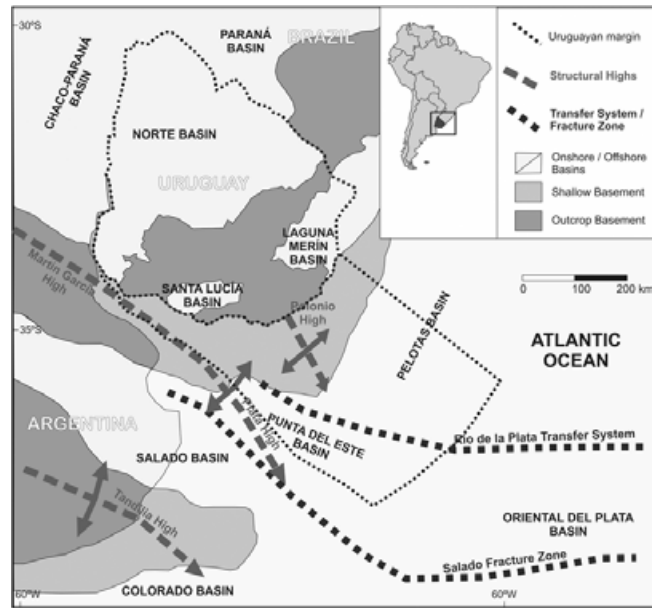 30°S
PARANÁ
BASIN
BRAZIL
CHACO-PARANÁ
BASIN
NORTE BASIN
URUGUAY
LAGUNA
MERÍN
BASIN
SANTA LUCÍA
BASIN
Martín García
High
Polonio
High
35°S
PELOTAS BASIN
ATLANTIC
OCEAN
ARGENTINA
SALADO BASIN
Plata High
PUNTA DEL ESTE
BASIN
Rio de la Plata Transfer System
Tandilia High
ORIENTAL DEL PLATA
BASIN
Salado Fracture Zone
COLORADO BASIN
60°W
60°W
Uruguayan
margin
Structural Highs
Transfer System /
Fracture Zone
Onshore / Offshore
Basins
Shallow Basement
Outcrop Basement
0
100
200 km